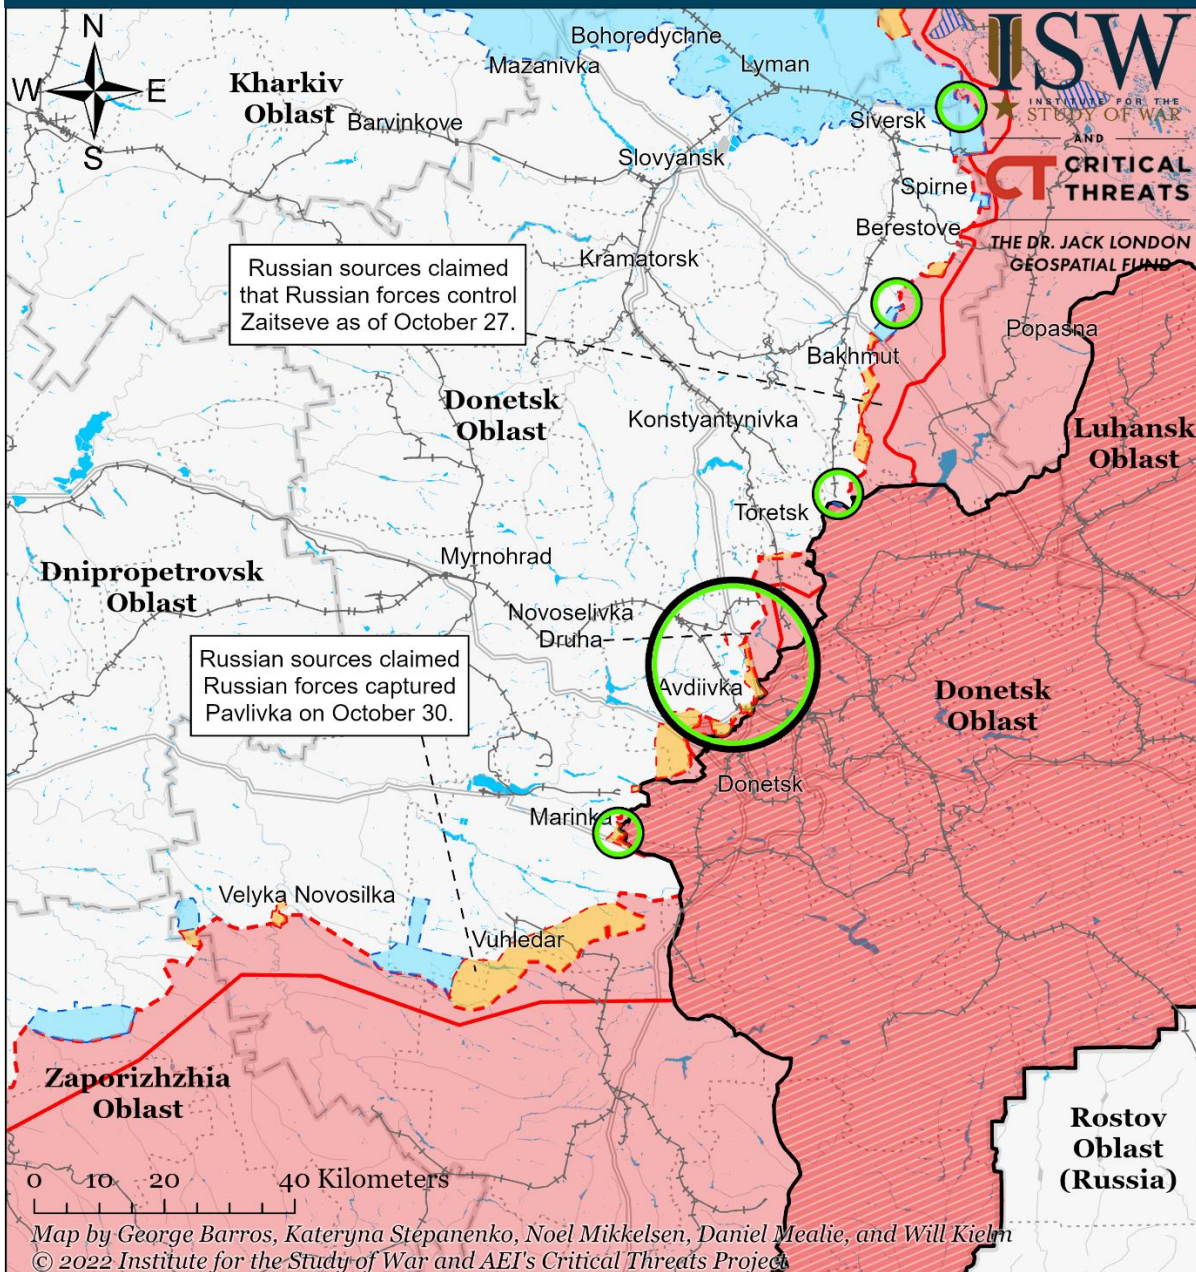 N
W
E
S
ISW
INSTITUTE FOR THE
STUDY OF WAR
AND
CT CRITICAL
THREATS
THE DR. JACK LONDON
GEOSPATIAL FUND
Bohorodychne
Mazanivka
Lyman
Kharkiv
Oblast
Barvinkove
Siversk
Slovyansk
Spirne
Berestove
Kramatorsk
Russian sources claimed
that Russian forces control
Zaitseve as of October 27.
Popasna
Bakhmut
Donetsk
Oblast
Konstyantynivka
Luhansk
Oblast
Toretsk
Myrnohrad
Dnipropetrovsk
Oblast
Novoselivka
Druha
Russian sources claimed
Russian forces captured
Pavlivka on October 30.
Avdiivka
Donetsk
Oblast
Donetsk
Marinka
Velyka Novosilka
Vuhledar
Zaporizhzhia
Oblast
Rostov
Oblast
(Russia)
0 10 20 40 Kilometers
Map by George Barros, Kateryna Stepanenko, Noel Mikkelsen, Daniel Mealie, and Will Kielm
© 2022 Institute for the Study of War and AEI's Critical Threats Project